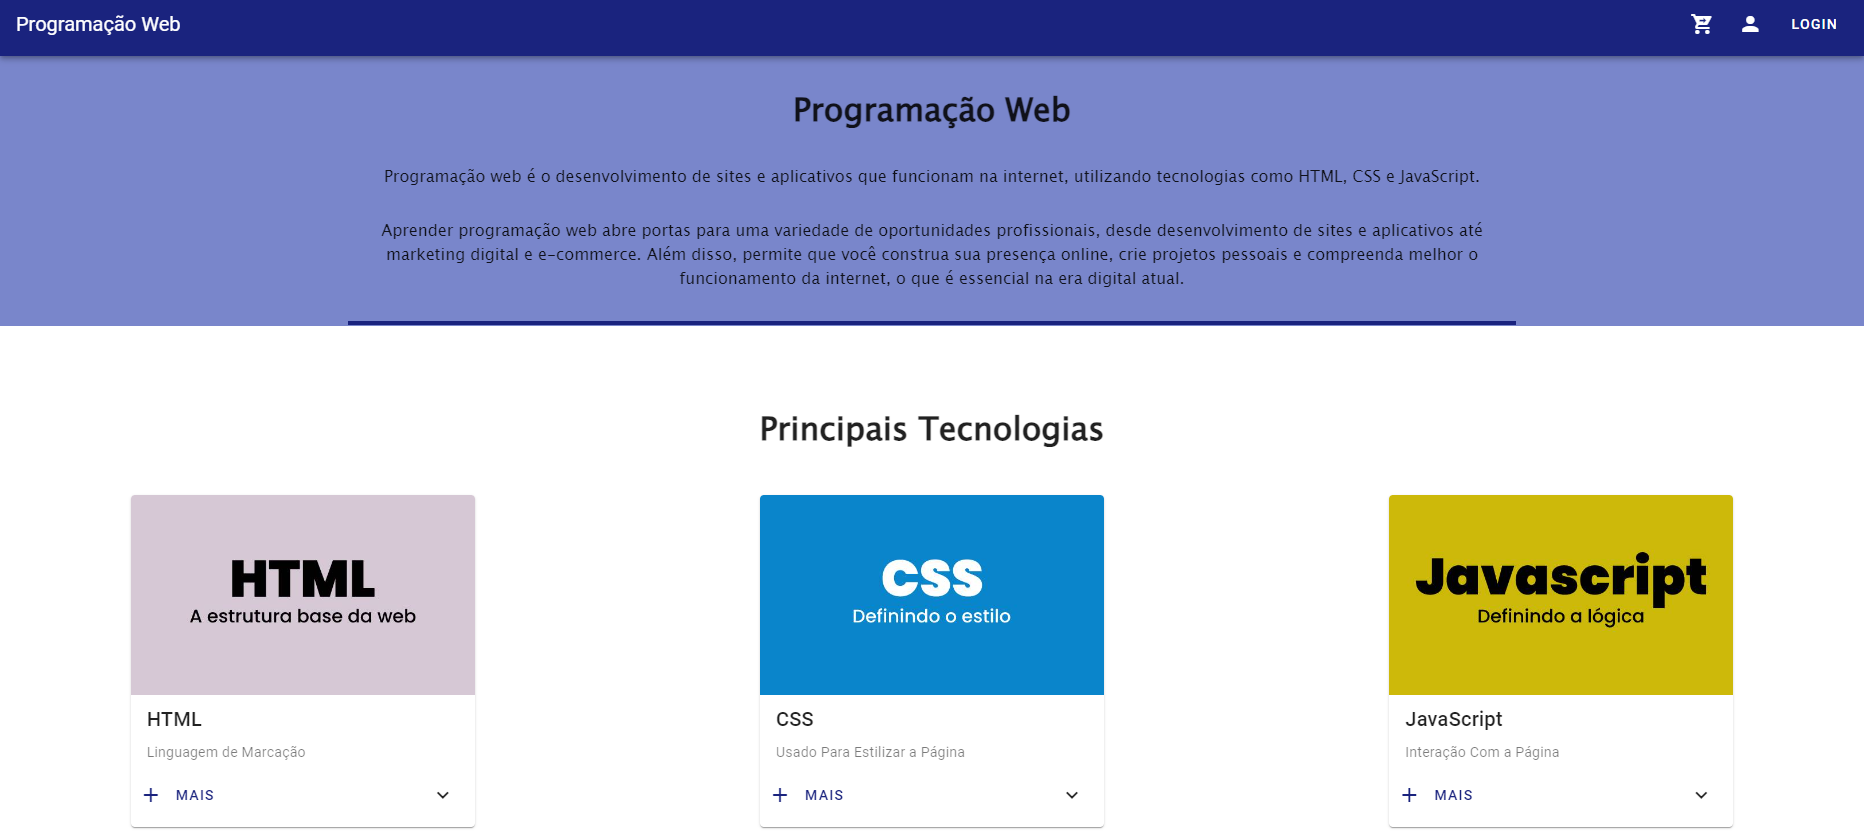 Programação Web
LOGIN
Programação Web
Programação web é o desenvolvimento de sites e aplicativos que funcionam na internet, utilizando tecnologias como HTML, CSS e JavaScript.
Aprender programação web abre portas para uma variedade de oportunidades profissionais, desde desenvolvimento de sites e aplicativos até
marketing digital e e-commerce. Além disso, permite que você construa sua presença online, crie projetos pessoais e compreenda melhor o
funcionamento da internet, o que é essencial na era digital atual.
Principais Tecnologias
HTML
A estrutura base da web
HTML
Linguagem de Marcação
MAIS
CSS
Definindo o estilo
CSS
Usado Para Estilizar a Página
MAIS
Javascript
Definindo a lógica
JavaScript
Interação Com a Página
MAIS